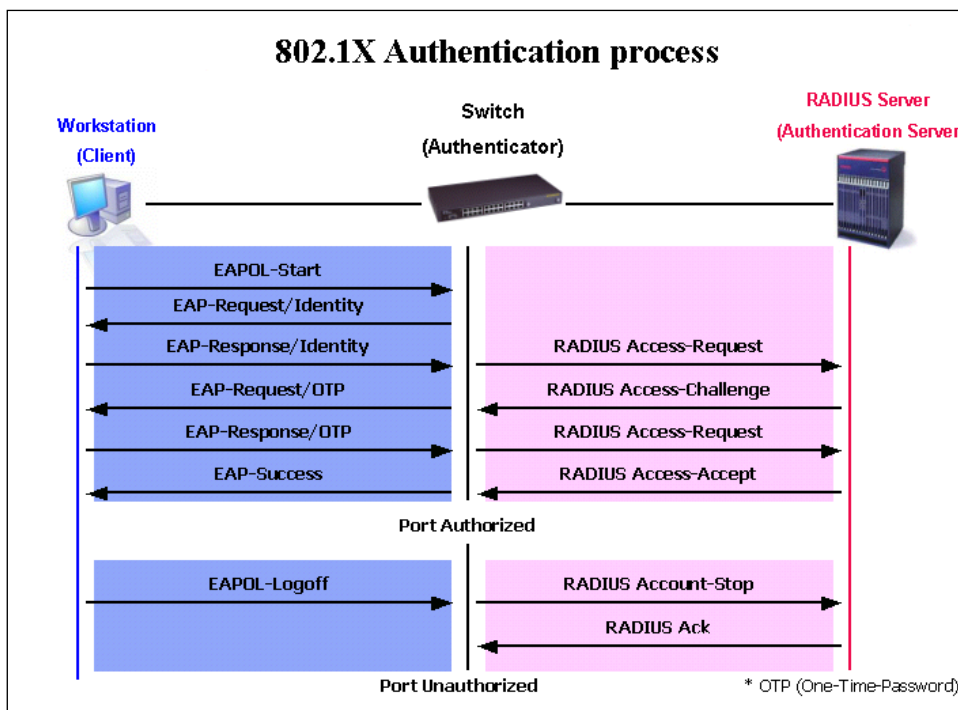 802.1X Authentication process
Workstation
(Client)
Switch
(Authenticator)
RADIUS Server
(Authentication Server)
EAPOL-Start
EAP-Request/Identity
EAP-Response/Identity
RADIUS Access-Request
EAP-Request/OTP
RADIUS Access-Challenge
EAP-Response/OTP
RADIUS Access-Request
EAP-Success
RADIUS Access-Accept
Port Authorized
EAPOL-Logoff
RADIUS Account-Stop
RADIUS Ack
Port Unauthorized
* OTP (One-Time-Password)